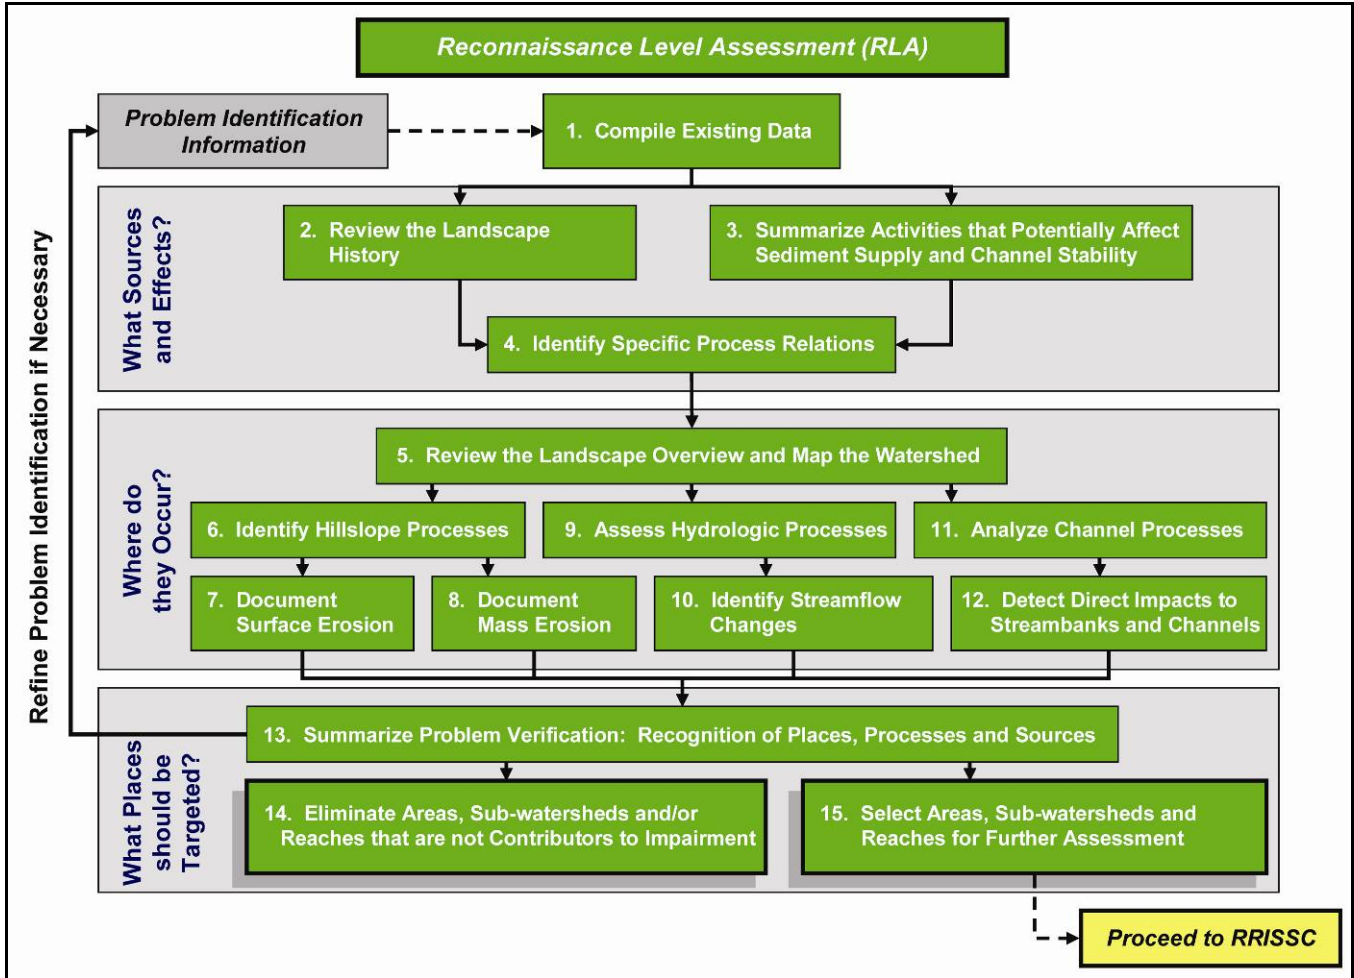 Reconnaissance Level Assessment (RLA)
Problem Identification
Information
1. Compile Existing Data
Refine Problem Identification if Necessary
What Sources
and Effects?
2. Review the Landscape
History
3. Summarize Activities that Potentially Affect
Sediment Supply and Channel Stability
4. Identify Specific Process Relations
Where do
they Occur?
5. Review the Landscape Overview and Map the Watershed
6. Identify Hillslope Processes
9. Assess Hydrologic Processes
11. Analyze Channel Processes
7. Document
Surface Erosion
8. Document
Mass Erosion
10. Identify Streamflow
Changes
12. Detect Direct Impacts to
Streambanks and Channels
What Places
should be
Targeted?
13. Summarize Problem Verification: Recognition of Places, Processes and Sources
14. Eliminate Areas, Sub-watersheds and/or
Reaches that are not Contributors to Impairment
15. Select Areas, Sub-watersheds and
Reaches for Further Assessment
Proceed to RRISSC